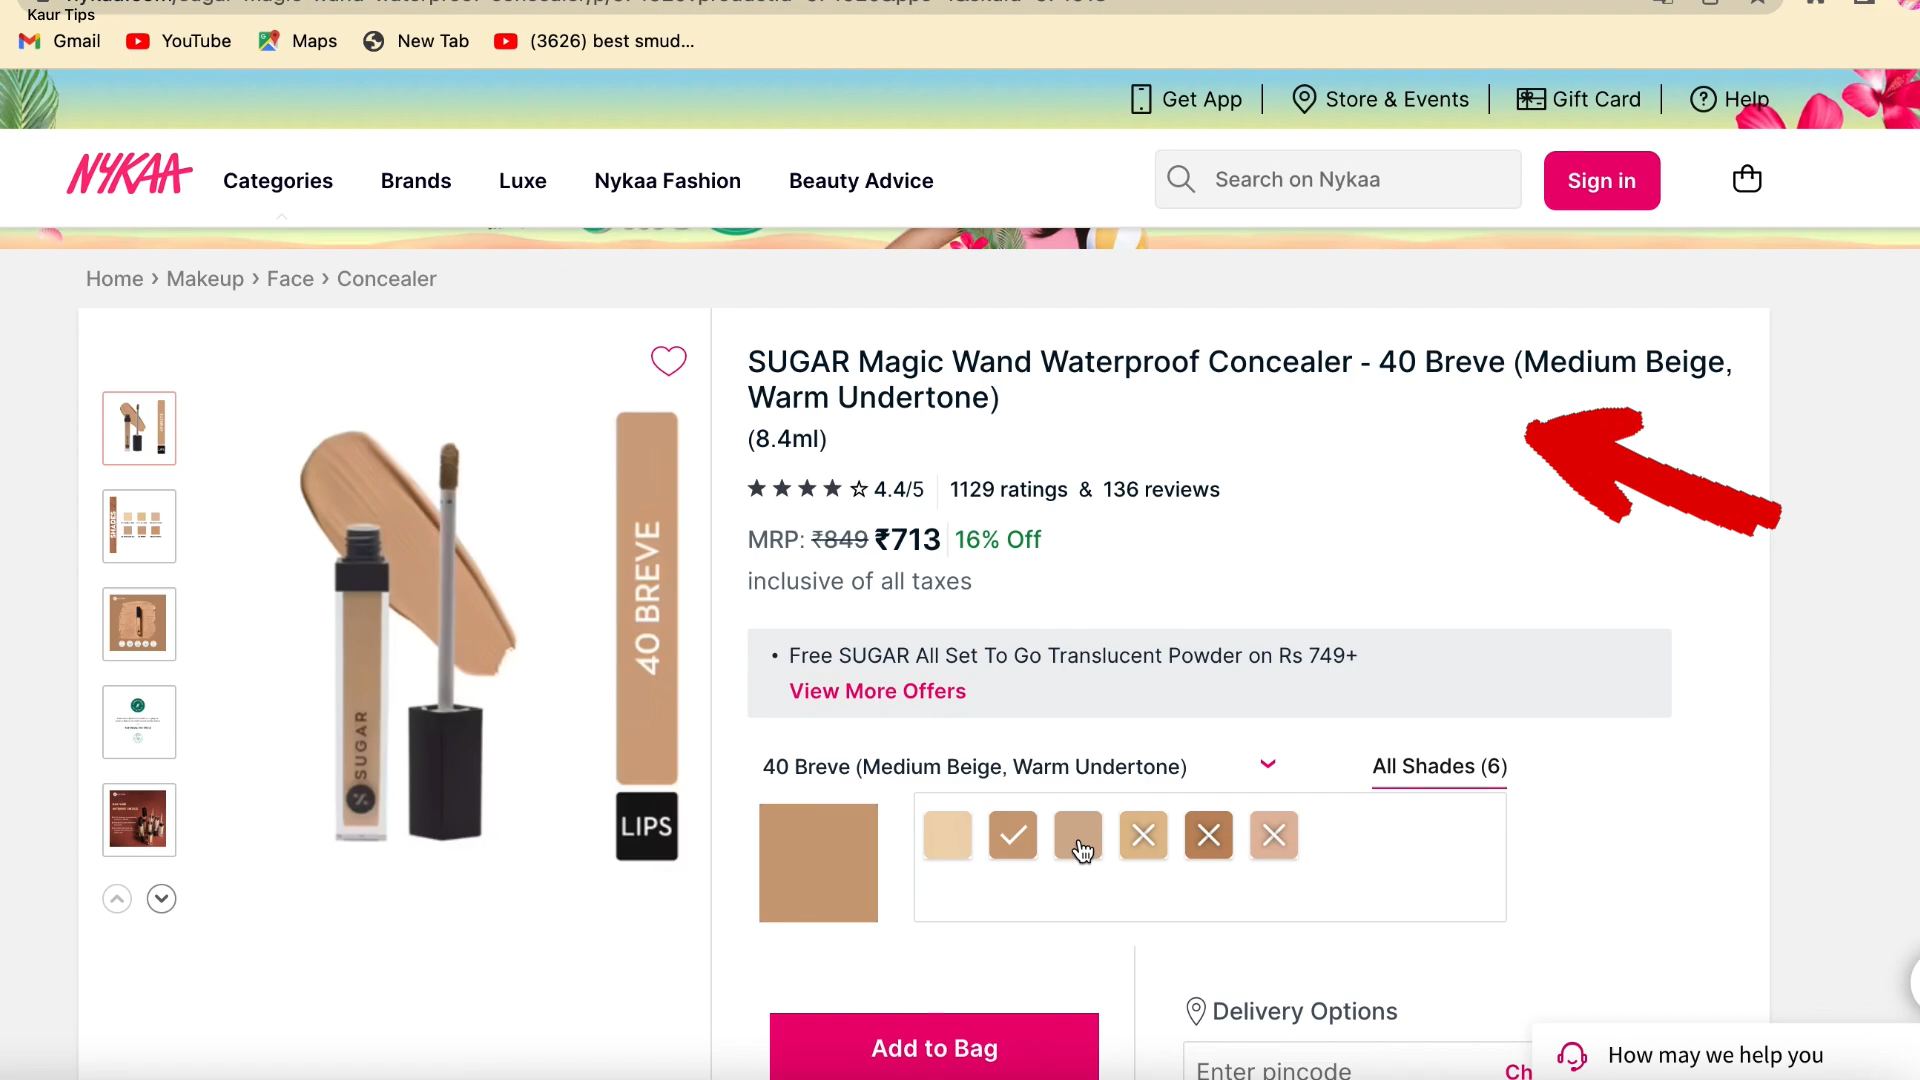 Kaur Tips
Gmail YouTube Maps New Tab (3626) best smud...
Get App Store & Events Gift Card Help
NYKAA Categories Brands Luxe Nykaa Fashion Beauty Advice Search on Nykaa Sign in
Home › Makeup › Face › Concealer
SUGAR Magic Wand Waterproof Concealer - 40 Breve (Medium Beige,
Warm Undertone)
(8.4ml)
4.4/5 1129 ratings & 136 reviews
MRP: ₹849 ₹713 16% Off
inclusive of all taxes
• Free SUGAR All Set To Go Translucent Powder on Rs 749+
View More Offers
40 BREVE
SUGAR
LIPS
SHADES
40 Breve (Medium Beige, Warm Undertone) All Shades (6)
Add to Bag
Delivery Options
Enter pincode Ch
How may we help you